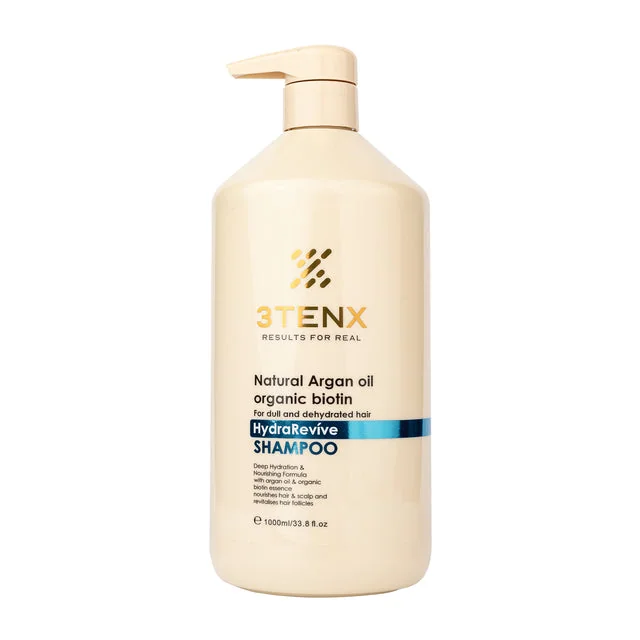 3TENX
RESULTS FOR REAL
Natural Argan oil
organic biotin
For dull and dehydrated hair
HydraRevíve
SHAMPOO
Deep Hydration &
Nourishing Formula
with argan oil & organic
biotin essence
nourishes hair & scalp and
revitalises hair follicles
℮ 1000ml/33.8 fl.oz